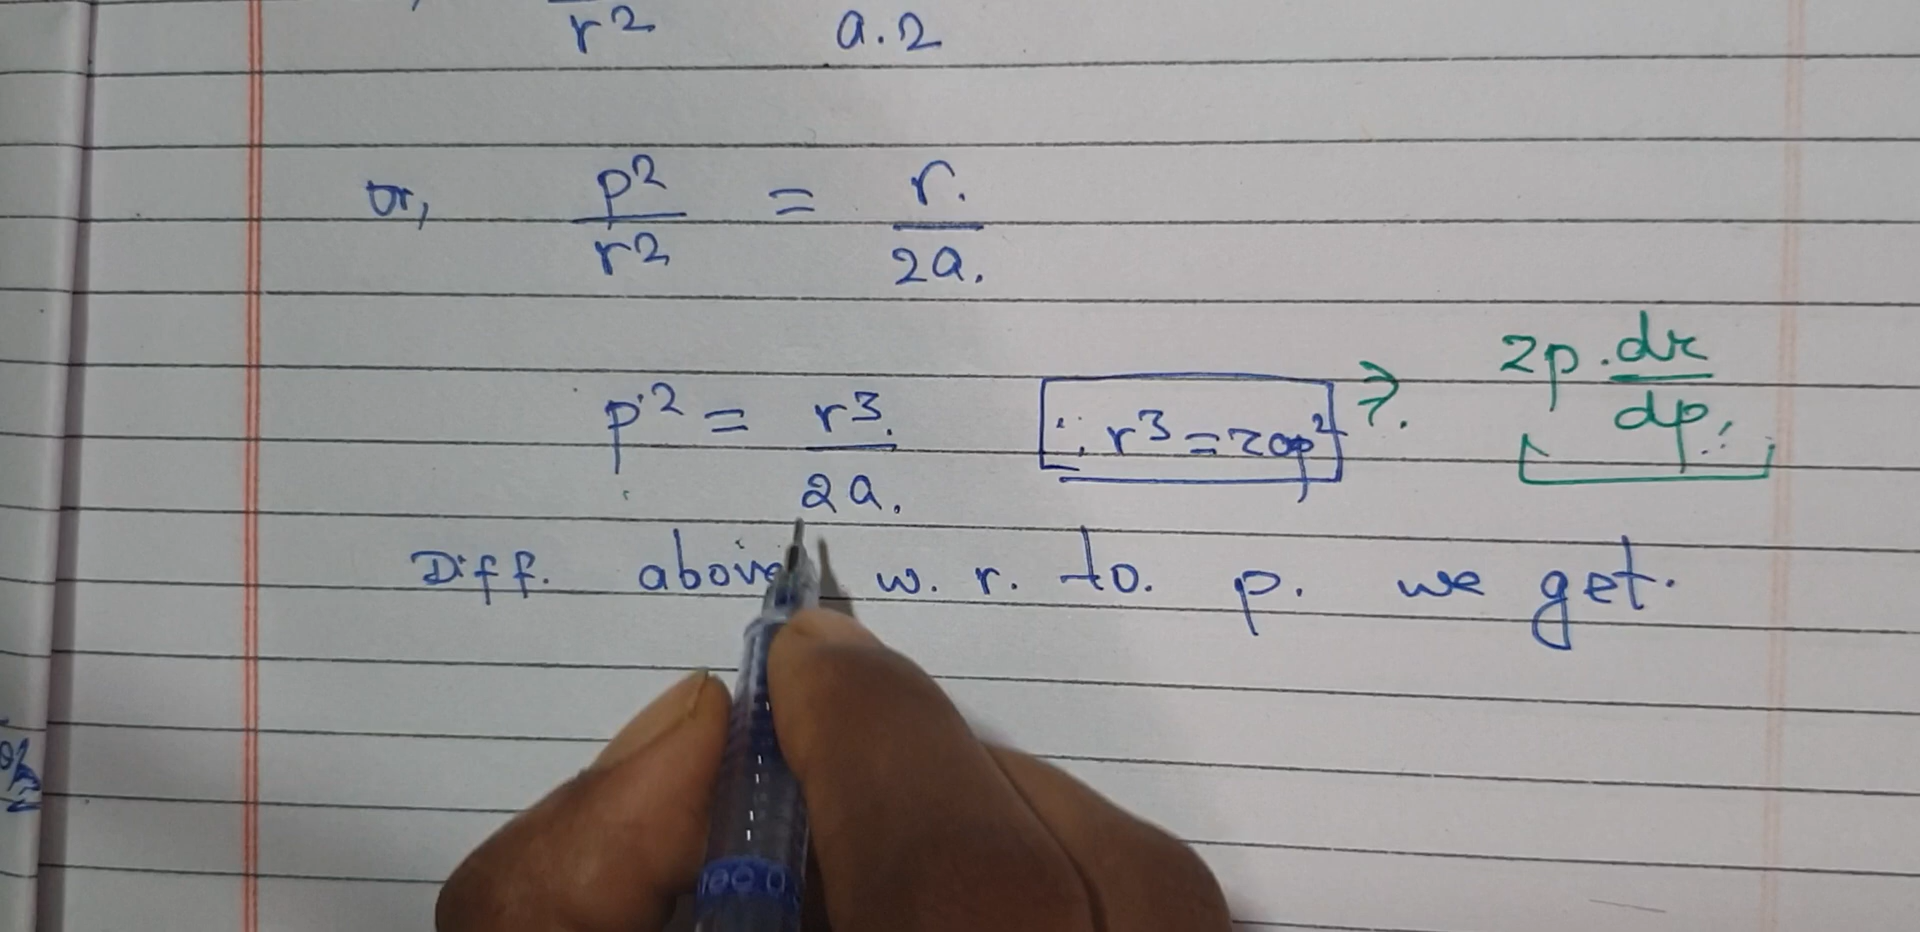 r2 a.2
or, p2/r2 = r./2a.
p2 = r3./2a. ∴ r3 = 2ap2 ?. 2p.dr/dp.
Diff. above w. r. to. p. we get.